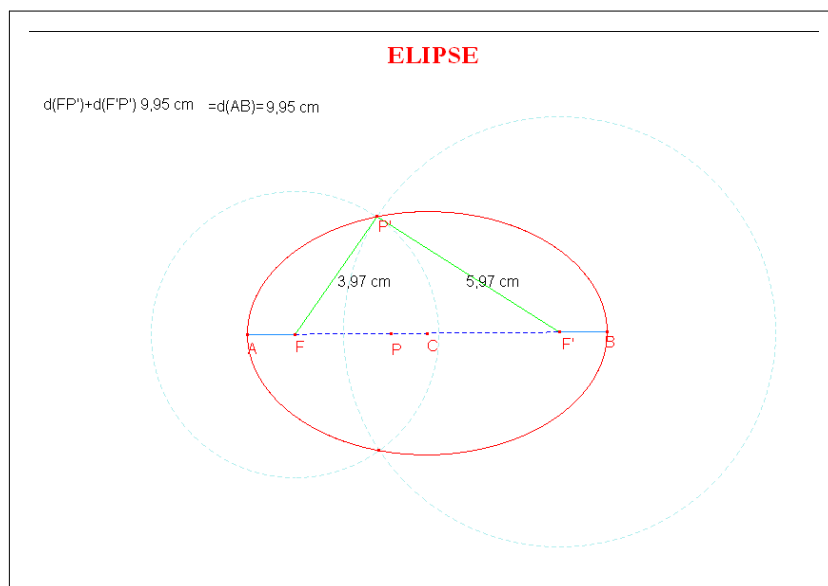 ELIPSE
d(FP')+d(F'P') 9,95 cm =d(AB)= 9,95 cm
P'
3,97 cm 5,97 cm
A F P C F' B